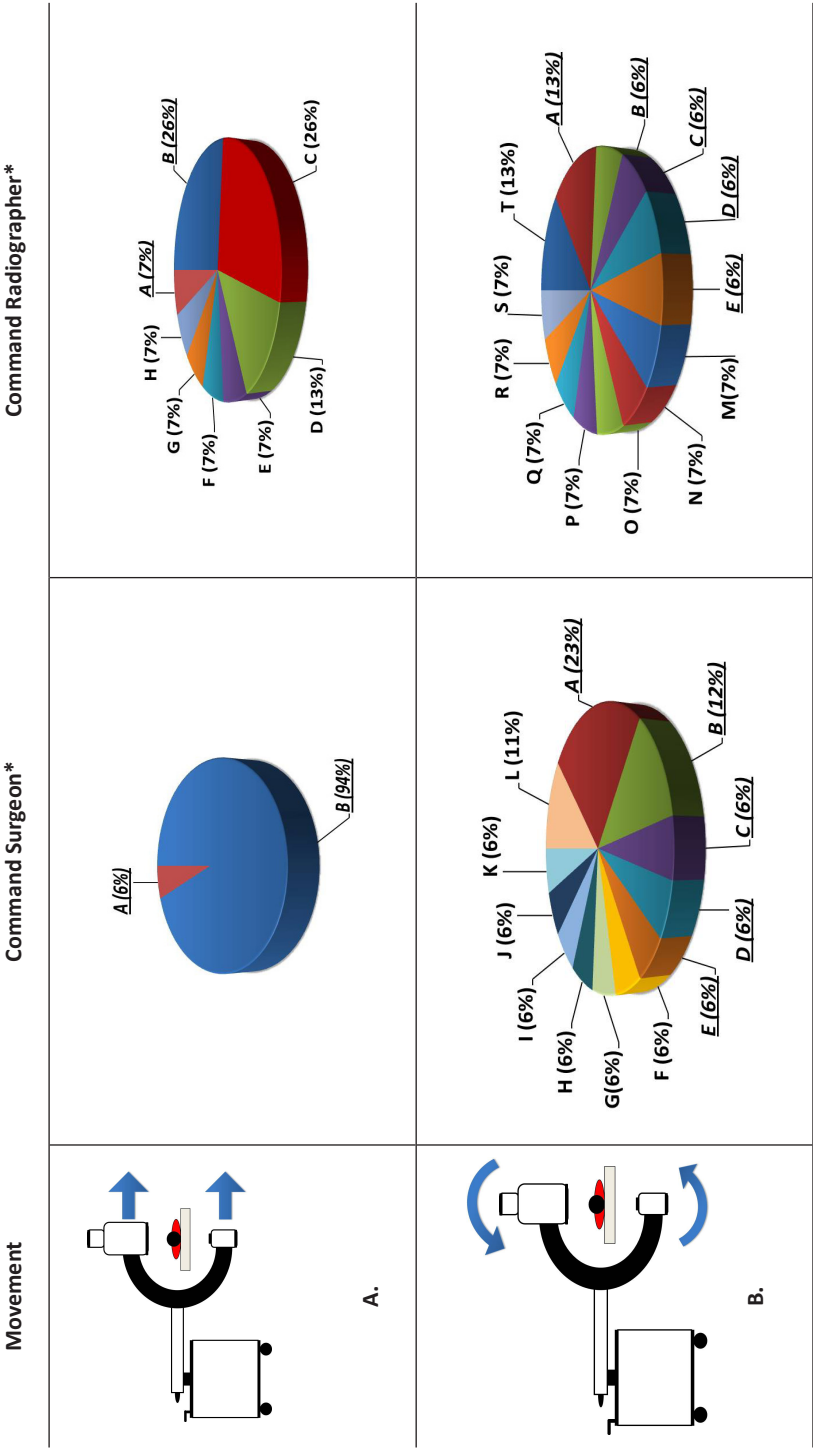 Movement
Command Surgeon*
Command Radiographer*
A.
A (6%)
B (94%)
A (7%)
B (26%)
C (26%)
D (13%)
E (7%)
F (7%)
G (7%)
H (7%)
B.
A (23%)
B (12%)
C (6%)
D (6%)
E (6%)
F (6%)
G(6%)
H (6%)
I (6%)
J (6%)
K (6%)
L (11%)
A (13%)
B (6%)
C (6%)
D (6%)
E (6%)
M(7%)
N (7%)
O (7%)
P (7%)
Q (7%)
R (7%)
S (7%)
T (13%)